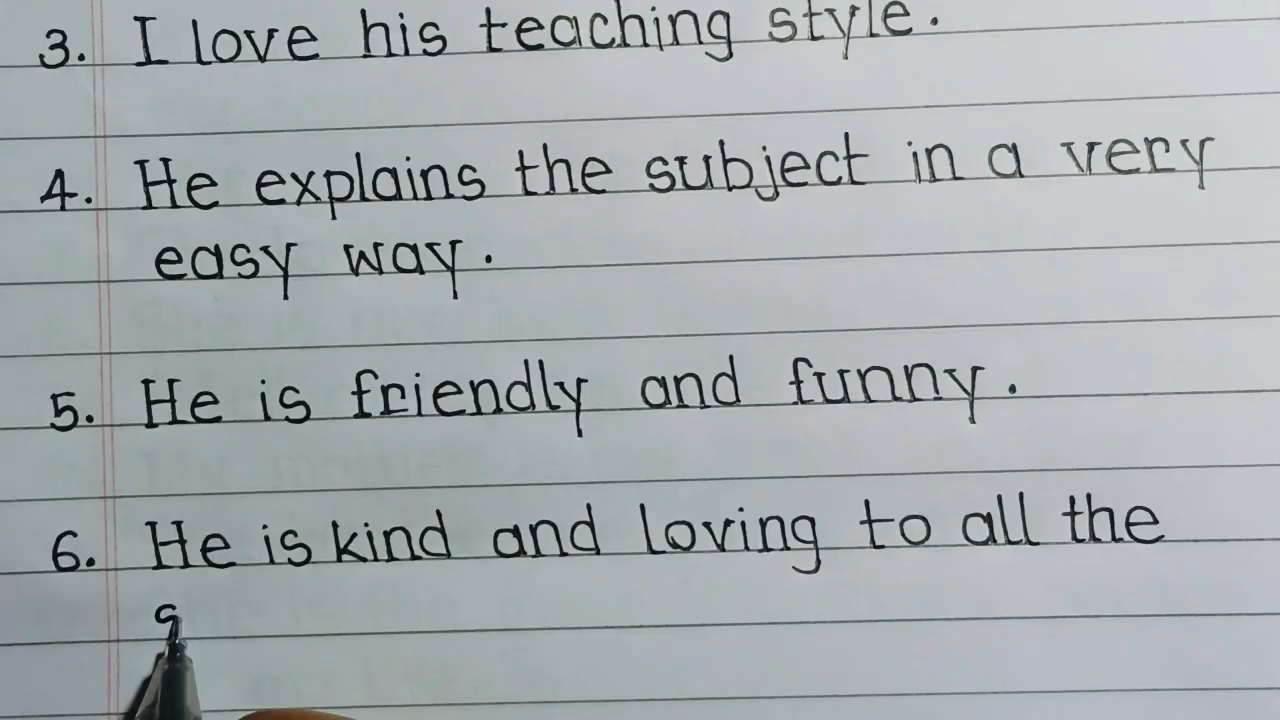 3. I love his teaching style.
4. He explains the subject in a very
easy way.
5. He is friendly and funny.
6. He is kind and loving to all the
s